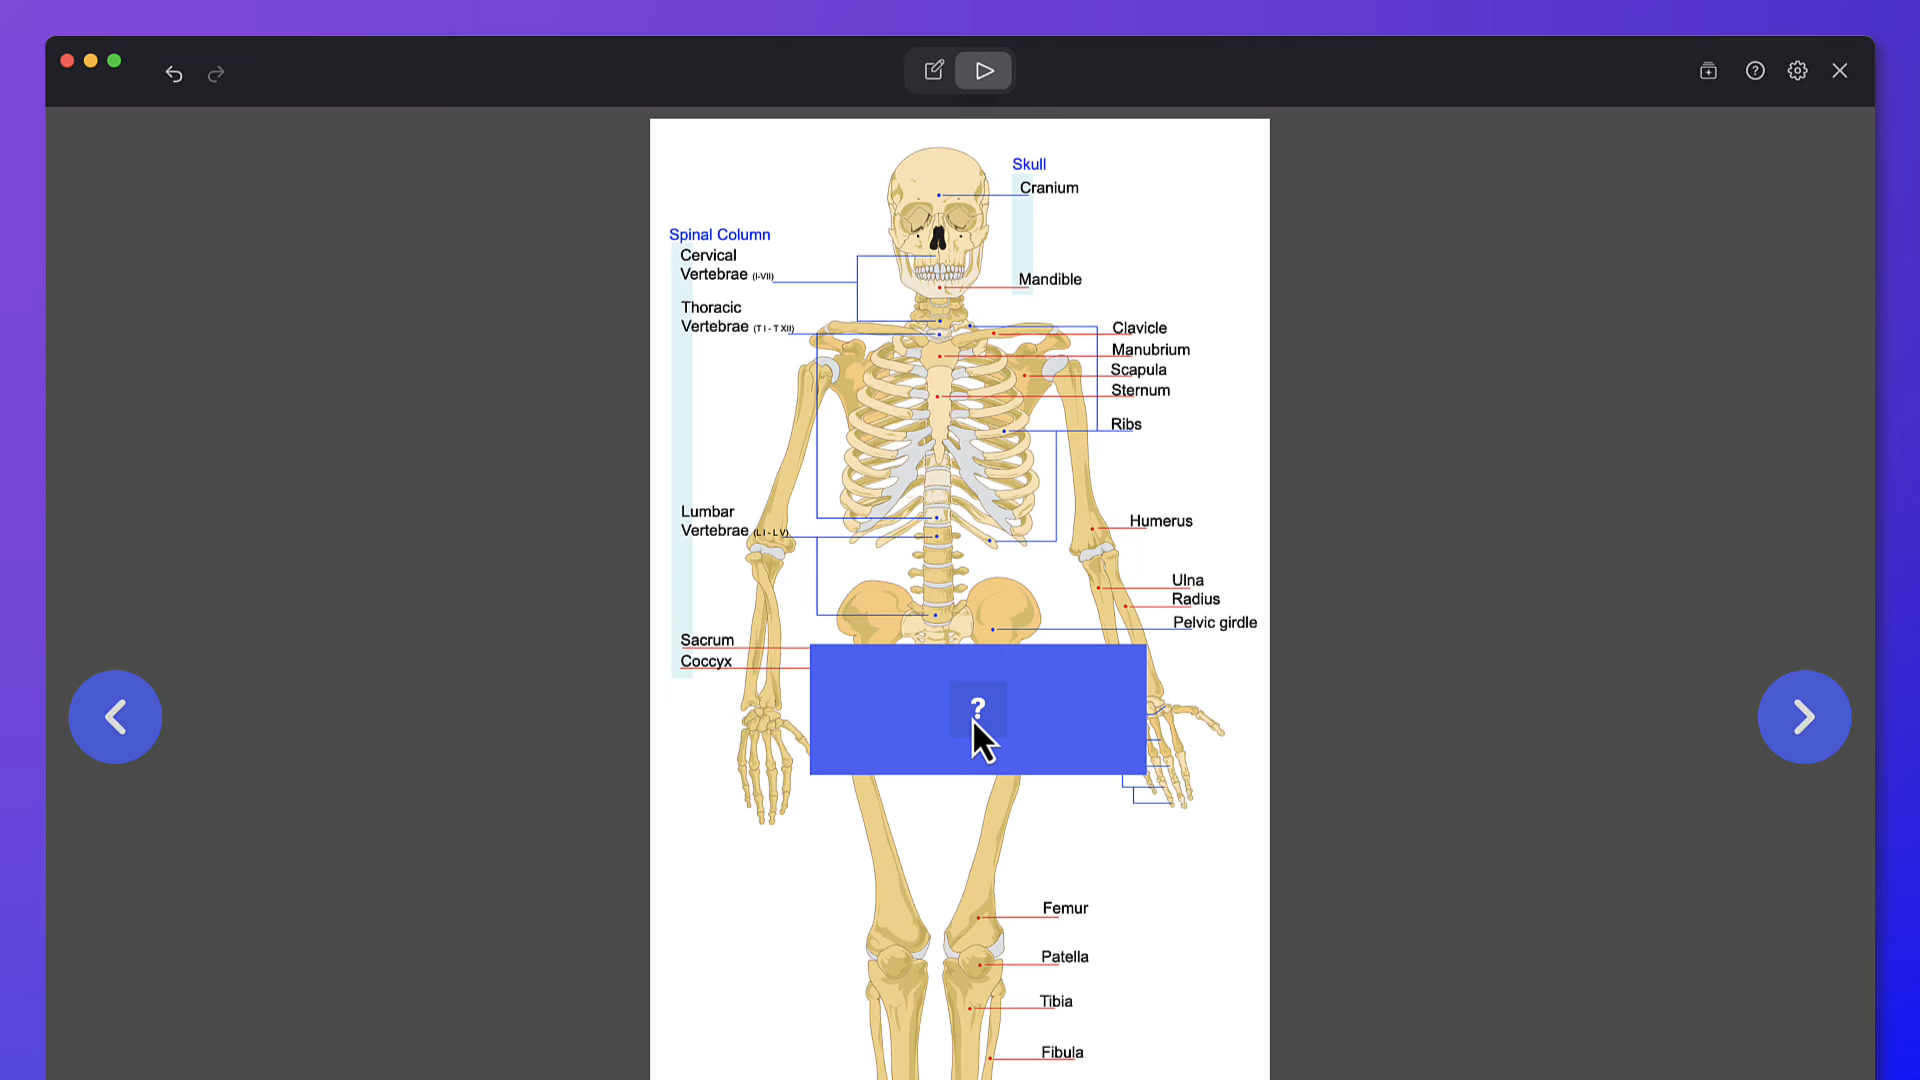 Skull
Cranium
Spinal Column
Cervical
Vertebrae (I-VII)
Mandible
Thoracic
Vertebrae (T I - T XII)
Clavicle
Manubrium
Scapula
Sternum
Ribs
Lumbar
Vertebrae (L I - L V)
Humerus
Ulna
Radius
Pelvic girdle
Sacrum
Coccyx
?
Femur
Patella
Tibia
Fibula